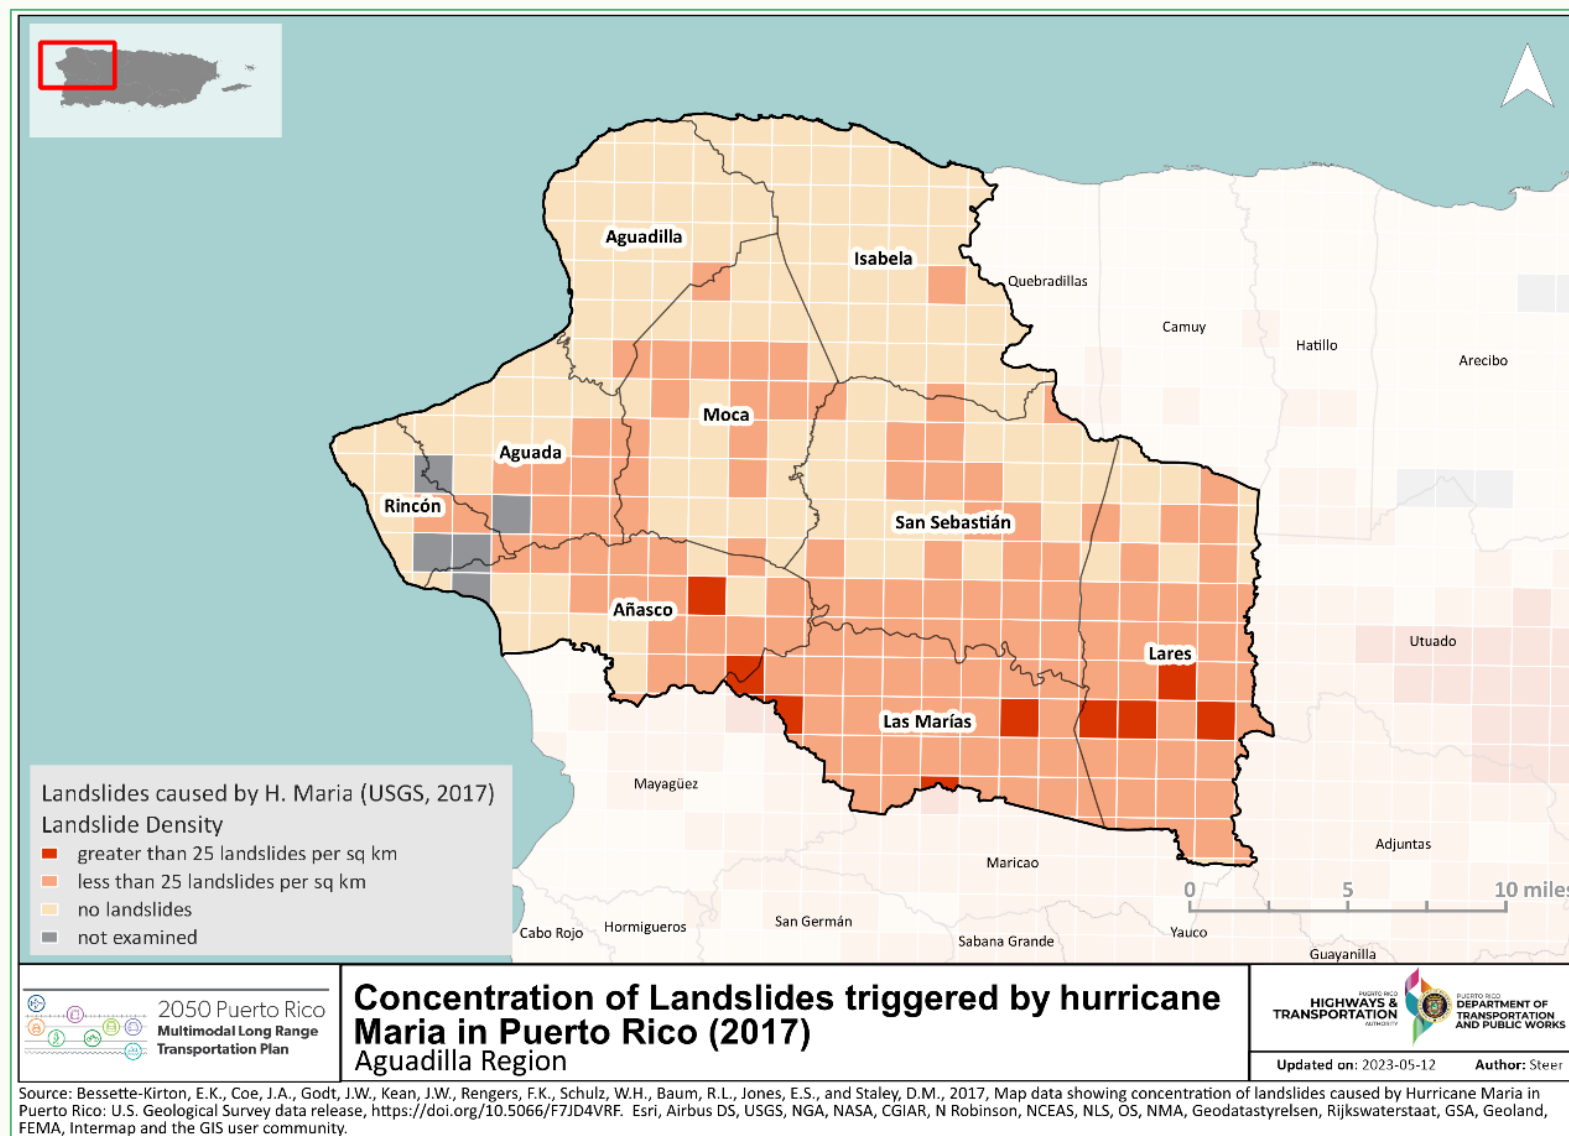 Aguadilla
Isabela
Quebradillas
Camuy
Hatillo
Arecibo
Moca
Aguada
Rincón
San Sebastián
Añasco
Utuado
Lares
Las Marías
Mayagüez
Adjuntas
Maricao
Cabo Rojo
Hormigueros
San Germán
Sabana Grande
Yauco
Guayanilla
0 5 10 miles
Landslides caused by H. Maria (USGS, 2017)
Landslide Density
greater than 25 landslides per sq km
less than 25 landslides per sq km
no landslides
not examined
2050 Puerto Rico
Multimodal Long Range
Transportation Plan
Concentration of Landslides triggered by hurricane
Maria in Puerto Rico (2017)
Aguadilla Region
PUERTO RICO
HIGHWAYS &
TRANSPORTATION
AUTHORITY
PUERTO RICO
DEPARTMENT OF
TRANSPORTATION
AND PUBLIC WORKS
Updated on: 2023-05-12 Author: Steer
Source: Bessette-Kirton, E.K., Coe, J.A., Godt, J.W., Kean, J.W., Rengers, F.K., Schulz, W.H., Baum, R.L., Jones, E.S., and Staley, D.M., 2017, Map data showing concentration of landslides caused by Hurricane Maria in
Puerto Rico: U.S. Geological Survey data release, https://doi.org/10.5066/F7JD4VRF. Esri, Airbus DS, USGS, NGA, NASA, CGIAR, N Robinson, NCEAS, NLS, OS, NMA, Geodatastyrelsen, Rijkswaterstaat, GSA, Geoland,
FEMA, Intermap and the GIS user community.